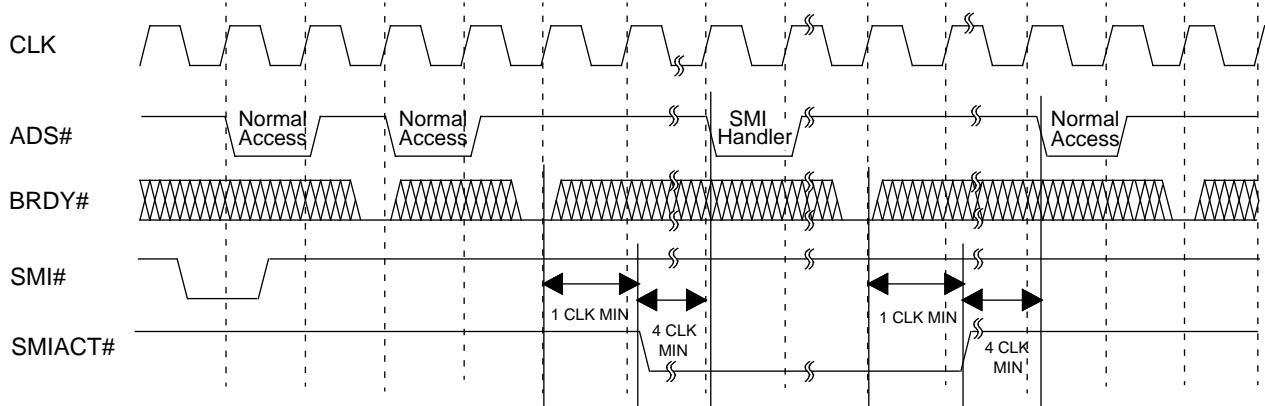 CLK
ADS#
Normal
Access
Normal
Access
SMI
Handler
Normal
Access
BRDY#
SMI#
1 CLK MIN
4 CLK
MIN
1 CLK MIN
4 CLK
MIN
SMIACT#